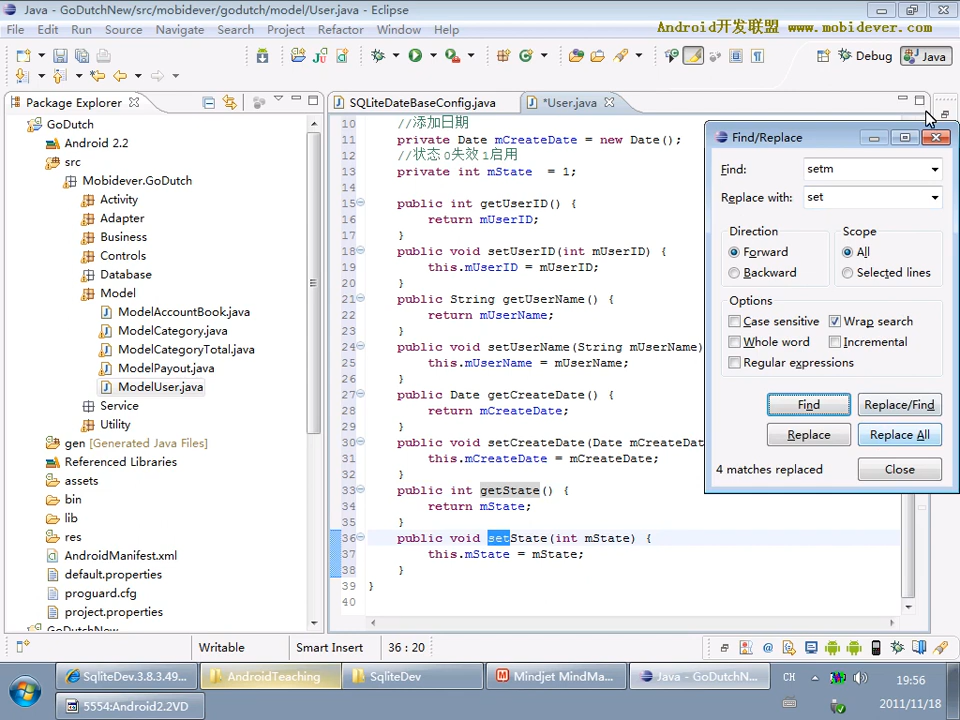 Java - GoDutchNew/src/mobidever/godutch/model/User.java - Eclipse
File Edit Run Source Navigate Search Project Refactor Window Help
Android开发联盟 www.mobidever.com
Debug Java
Package Explorer
SQLiteDateBaseConfig.java *User.java
GoDutch
Android 2.2
src
Mobidever.GoDutch
Activity
Adapter
Business
Controls
Database
Model
ModelAccountBook.java
ModelCategory.java
ModelCategoryTotal.java
ModelPayout.java
ModelUser.java
Service
Utility
gen [Generated Java Files]
Referenced Libraries
assets
bin
lib
res
AndroidManifest.xml
default.properties
proguard.cfg
project.properties
GoDutchNew
10 //添加日期
11 private Date mCreateDate = new Date();
12 //状态 0失效 1启用
13 private int mState = 1;
14
15 public int getUserID() {
16 return mUserID;
17 }
18 public void setUserID(int mUserID) {
19 this.mUserID = mUserID;
20 }
21 public String getUserName() {
22 return mUserName;
23 }
24 public void setUserName(String mUserName)
25 this.mUserName = mUserName;
26 }
27 public Date getCreateDate() {
28 return mCreateDate;
29 }
30 public void setCreateDate(Date mCreateDat
31 this.mCreateDate = mCreateDate;
32 }
33 public int getState() {
34 return mState;
35 }
36 public void setState(int mState) {
37 this.mState = mState;
38 }
39 }
40
Find/Replace
Find: setm
Replace with: set
Direction
Forward
Backward
Scope
All
Selected lines
Options
Case sensitive Wrap search
Whole word Incremental
Regular expressions
Find Replace/Find
Replace Replace All
4 matches replaced Close
Writable Smart Insert 36 : 20
SqliteDev.3.8.3.49... AndroidTeaching SqliteDev Mindjet MindMa... Java - GoDutchN...
5554:Android2.2VD
CH 19:56
2011/11/18